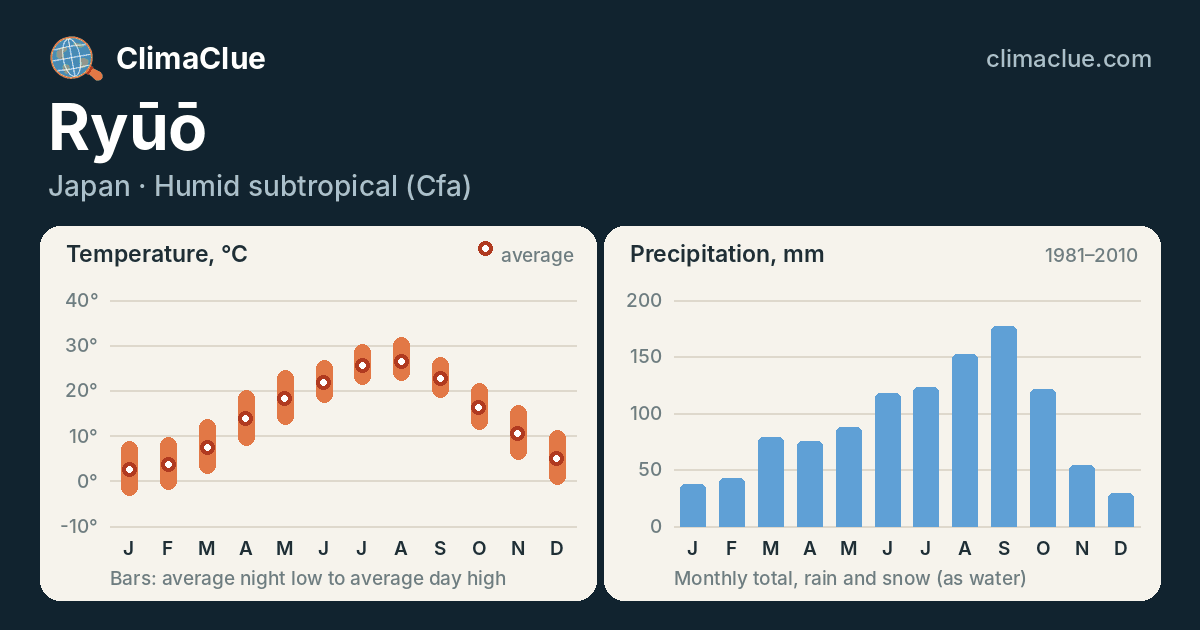 ClimaClue
climaclue.com
Ryūō
Japan · Humid subtropical (Cfa)
Temperature, °C
average
40°
30°
20°
10°
0°
-10°
J F M A M J J A S O N D
Bars: average night low to average day high
Precipitation, mm
1981–2010
200
150
100
50
0
J F M A M J J A S O N D
Monthly total, rain and snow (as water)